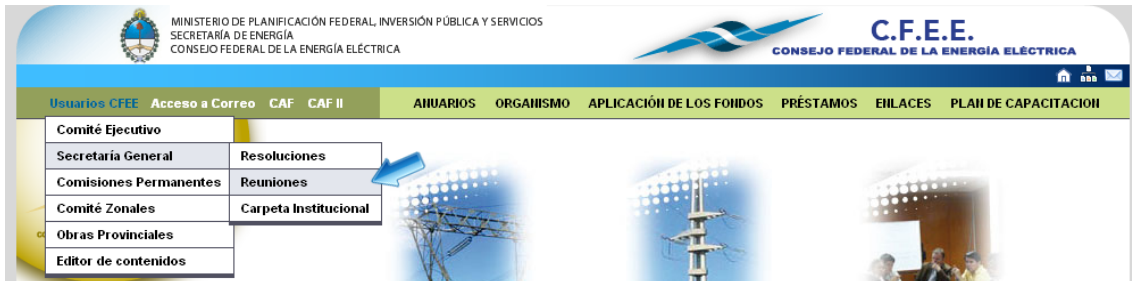 MINISTERIO DE PLANIFICACIÓN FEDERAL, INVERSIÓN PÚBLICA Y SERVICIOS
SECRETARÍA DE ENERGÍA
CONSEJO FEDERAL DE LA ENERGÍA ELÉCTRICA
C.F.E.E.
CONSEJO FEDERAL DE LA ENERGÍA ELÉCTRICA
Usuarios CFEE Acceso a Correo CAF CAF II ANUARIOS ORGANISMO APLICACIÓN DE LOS FONDOS PRÉSTAMOS ENLACES PLAN DE CAPACITACION
Comité Ejecutivo
Secretaría General Resoluciones
Comisiones Permanentes Reuniones
Comité Zonales Carpeta Institucional
Obras Provinciales
Editor de contenidos